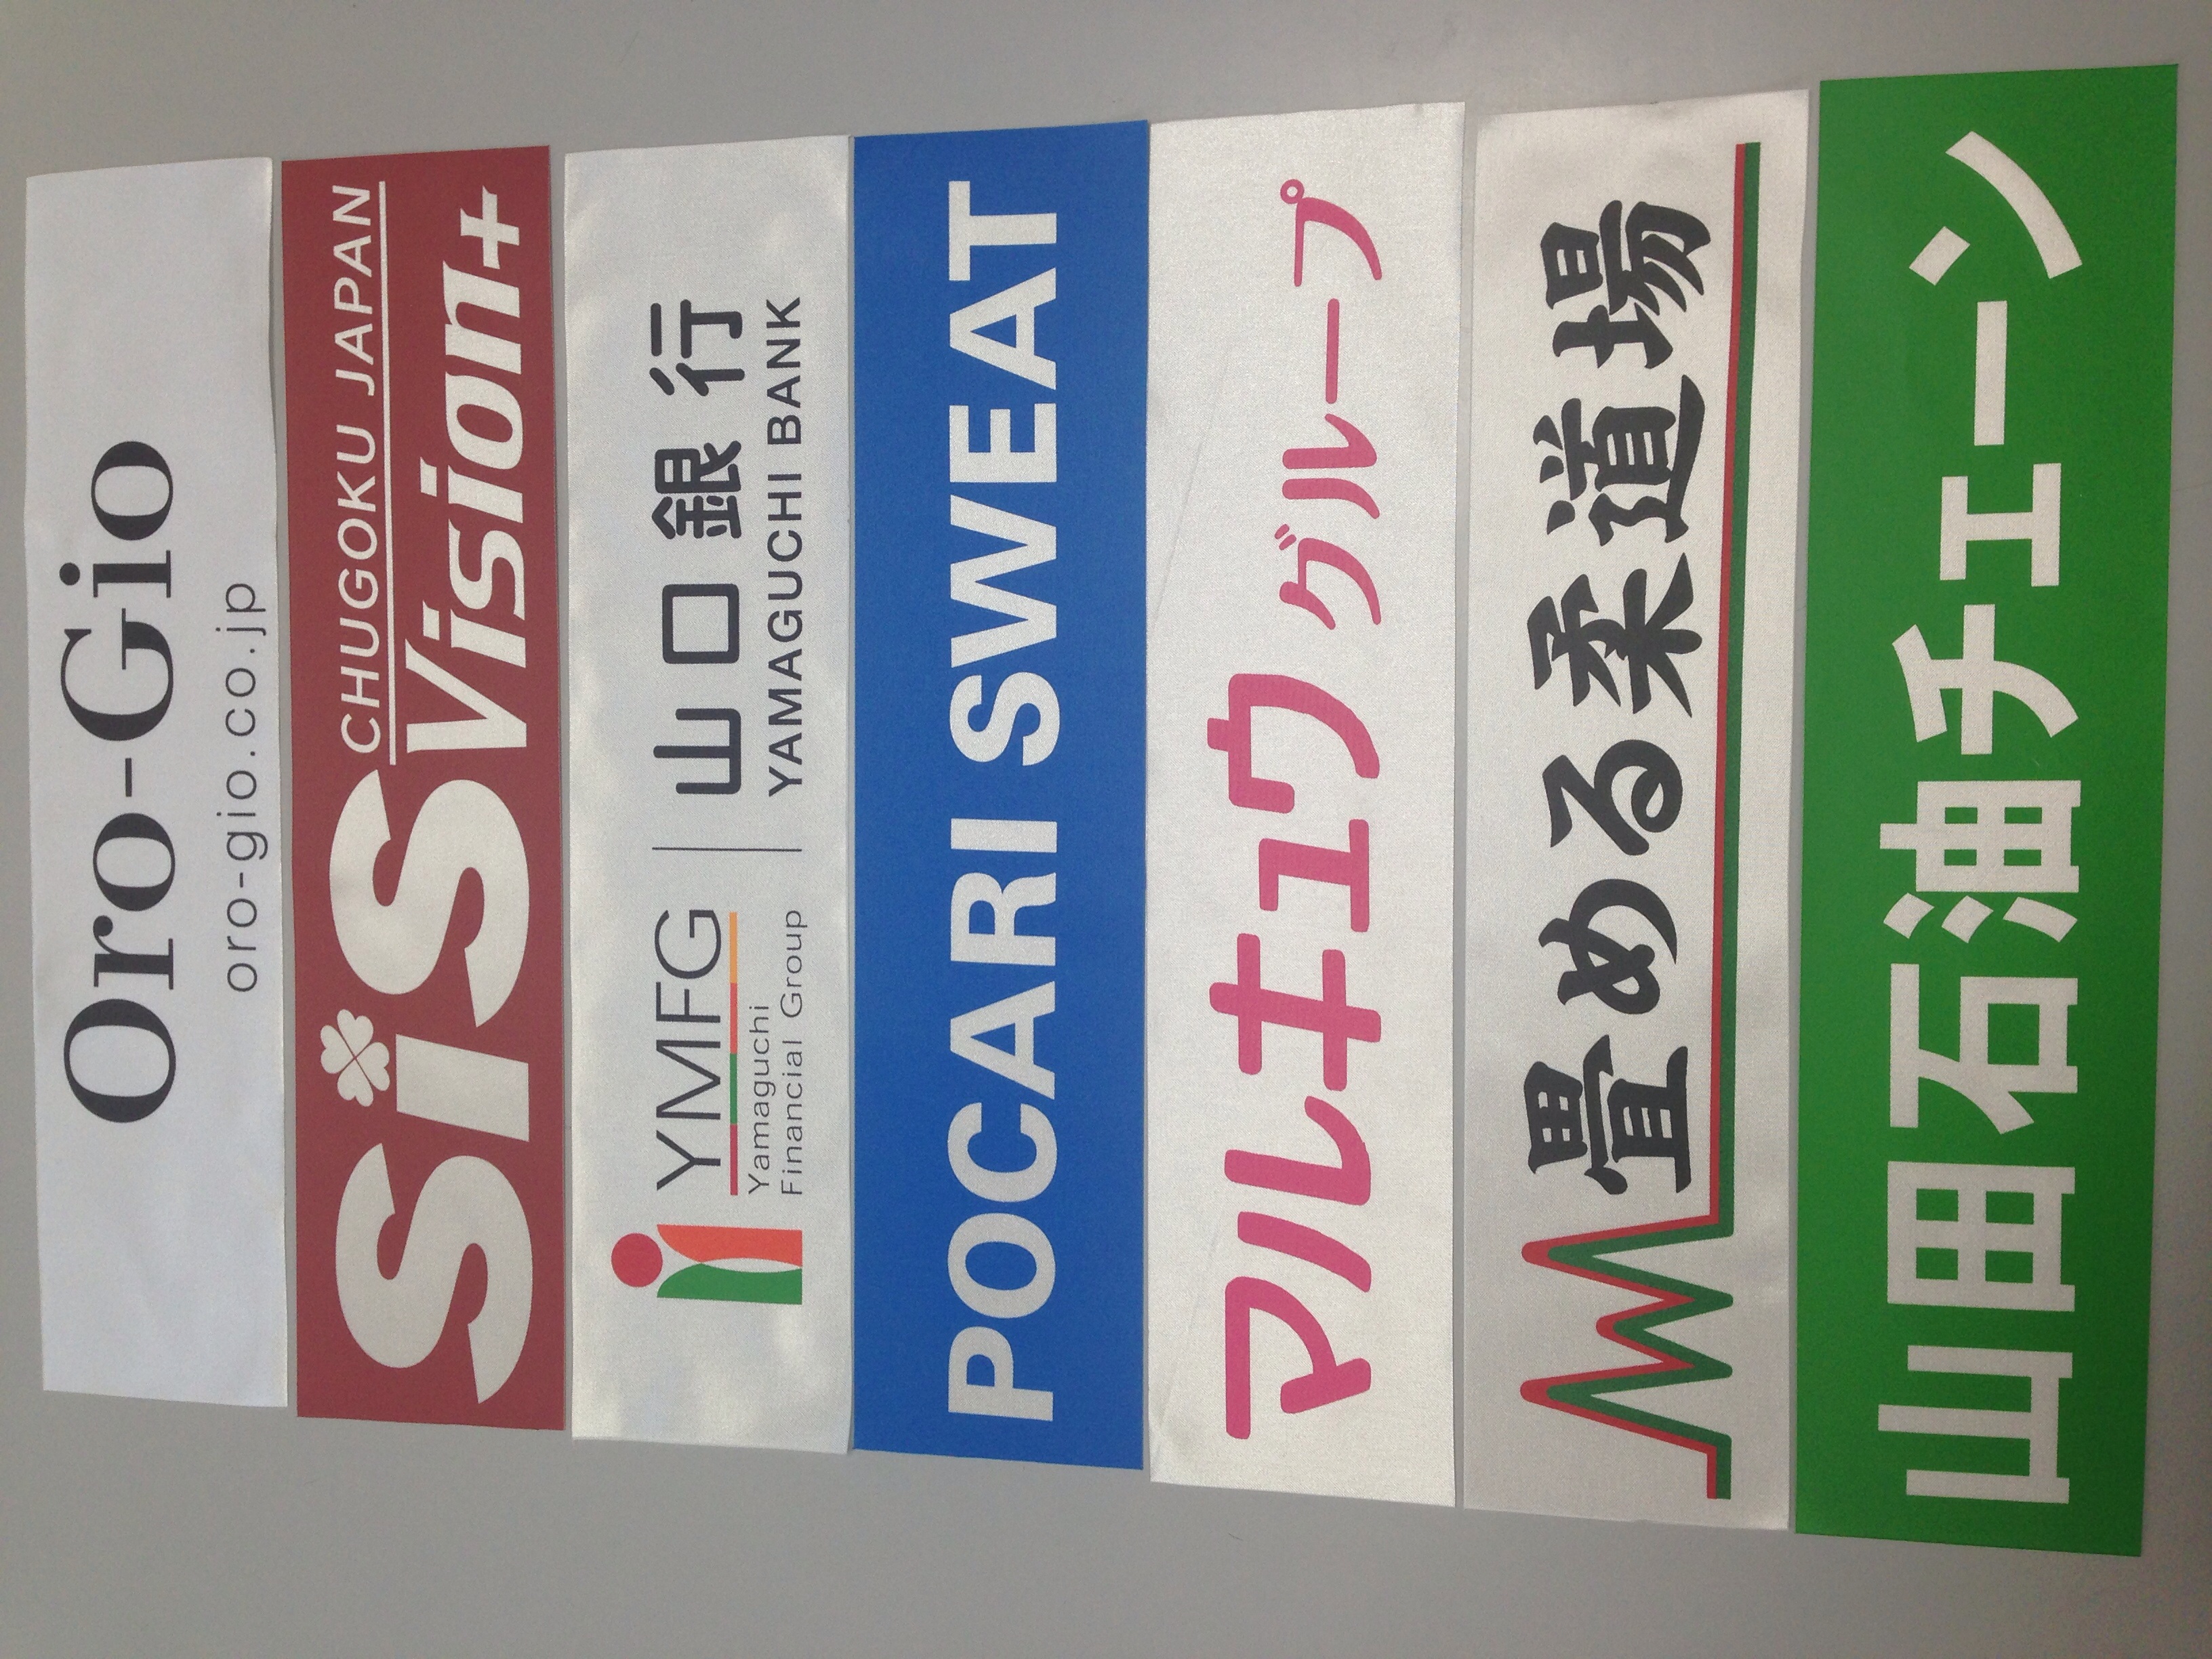 Oro-Gio
oro-gio.co.jp
CHUGOKU JAPAN
SiS Vision+
YMFG
Yamaguchi
Financial Group
山口銀行
YAMAGUCHI BANK
POCARI SWEAT
マルキュウグループ
畳める柔道場
山田石油チェーン